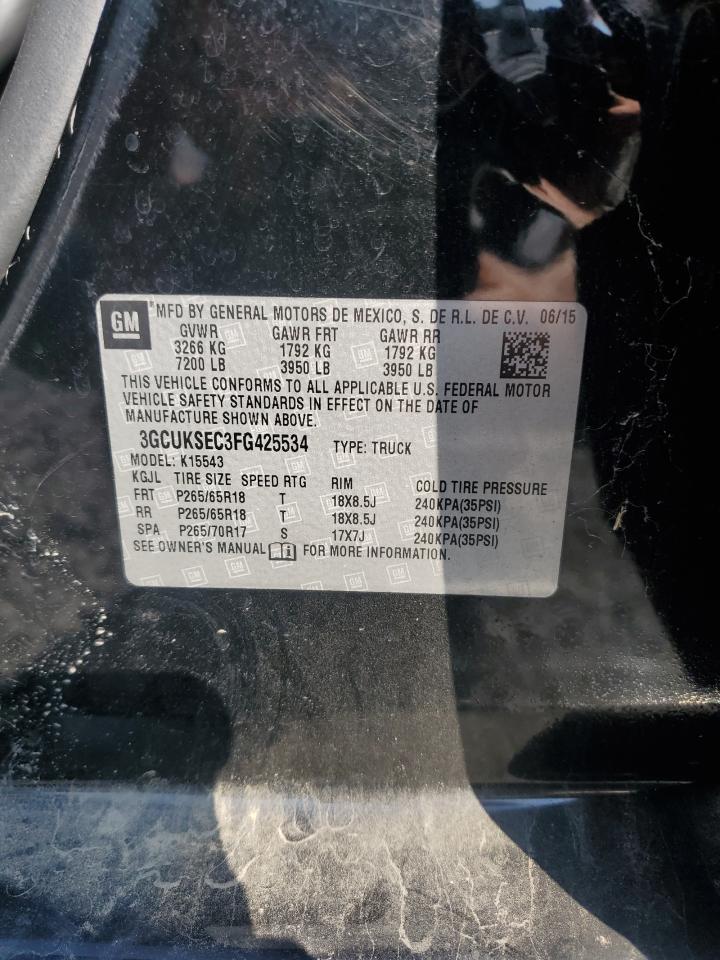 GM
MFD BY GENERAL MOTORS DE MEXICO, S. DE R.L. DE C.V. 06/15
GVWR GAWR FRT GAWR RR
3266 KG 1792 KG 1792 KG
7200 LB 3950 LB 3950 LB
THIS VEHICLE CONFORMS TO ALL APPLICABLE U.S. FEDERAL MOTOR
VEHICLE SAFETY STANDARDS IN EFFECT ON THE DATE OF
MANUFACTURE SHOWN ABOVE.
3GCUKSEC3FG425534 TYPE: TRUCK
MODEL: K15543
KGJL TIRE SIZE SPEED RTG RIM COLD TIRE PRESSURE
FRT P265/65R18 T 18X8.5J 240KPA(35PSI)
RR P265/65R18 T 18X8.5J 240KPA(35PSI)
SPA P265/70R17 S 17X7J 240KPA(35PSI)
SEE OWNER'S MANUAL FOR MORE INFORMATION.